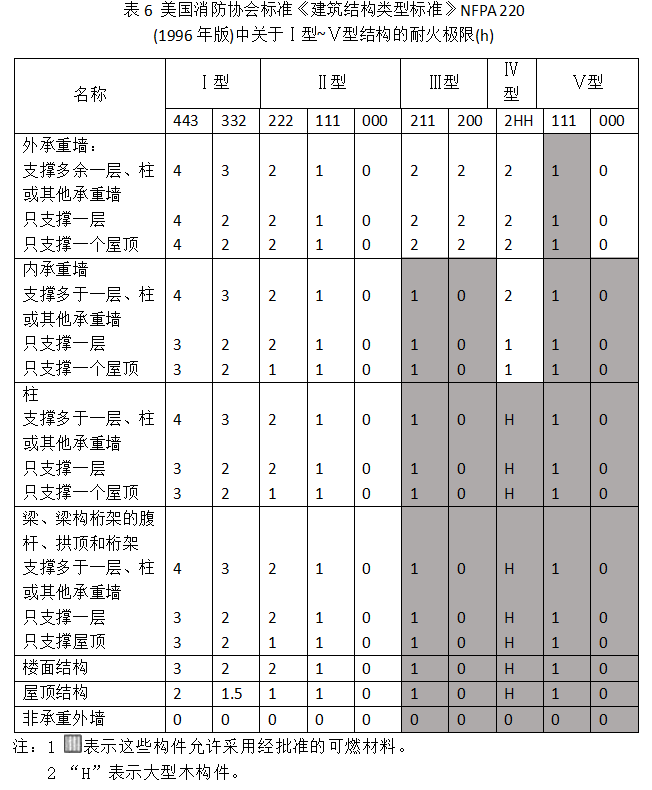 表 6 美国消防协会标准《建筑结构类型标准》NFPA 220
(1996 年版)中关于Ⅰ型~Ⅴ型结构的耐火极限(h)
名称 Ⅰ型 Ⅱ型 Ⅲ型 Ⅳ型 Ⅴ型
443 332 222 111 000 211 200 2HH 111 000
外承重墙：
支撑多余一层、柱 4 3 2 1 0 2 2 2 1 0
或其他承重墙
只支撑一层 4 2 2 1 0 2 2 2 1 0
只支撑一个屋顶 4 2 2 1 0 2 2 2 1 0
内承重墙
支撑多于一层、柱 4 3 2 1 0 1 0 2 1 0
或其他承重墙
只支撑一层 3 2 2 1 0 1 0 1 1 0
只支撑一个屋顶 3 2 1 1 0 1 0 1 1 0
柱
支撑多于一层、柱 4 3 2 1 0 1 0 H 1 0
或其他承重墙
只支撑一层 3 2 2 1 0 1 0 H 1 0
只支撑一个屋顶 3 2 1 1 0 1 0 H 1 0
梁、梁构桁架的腹
杆、拱顶和桁架
支撑多于一层、柱 4 3 2 1 0 1 0 H 1 0
或其他承重墙
只支撑一层 3 2 2 1 0 1 0 H 1 0
只支撑屋顶 3 2 1 1 0 1 0 H 1 0
楼面结构 3 2 2 1 0 1 0 H 1 0
屋顶结构 2 1.5 1 1 0 1 0 H 1 0
非承重外墙 0 0 0 0 0 0 0 0 0 0
注：1 表示这些构件允许采用经批准的可燃材料。
2 “H”表示大型木构件。